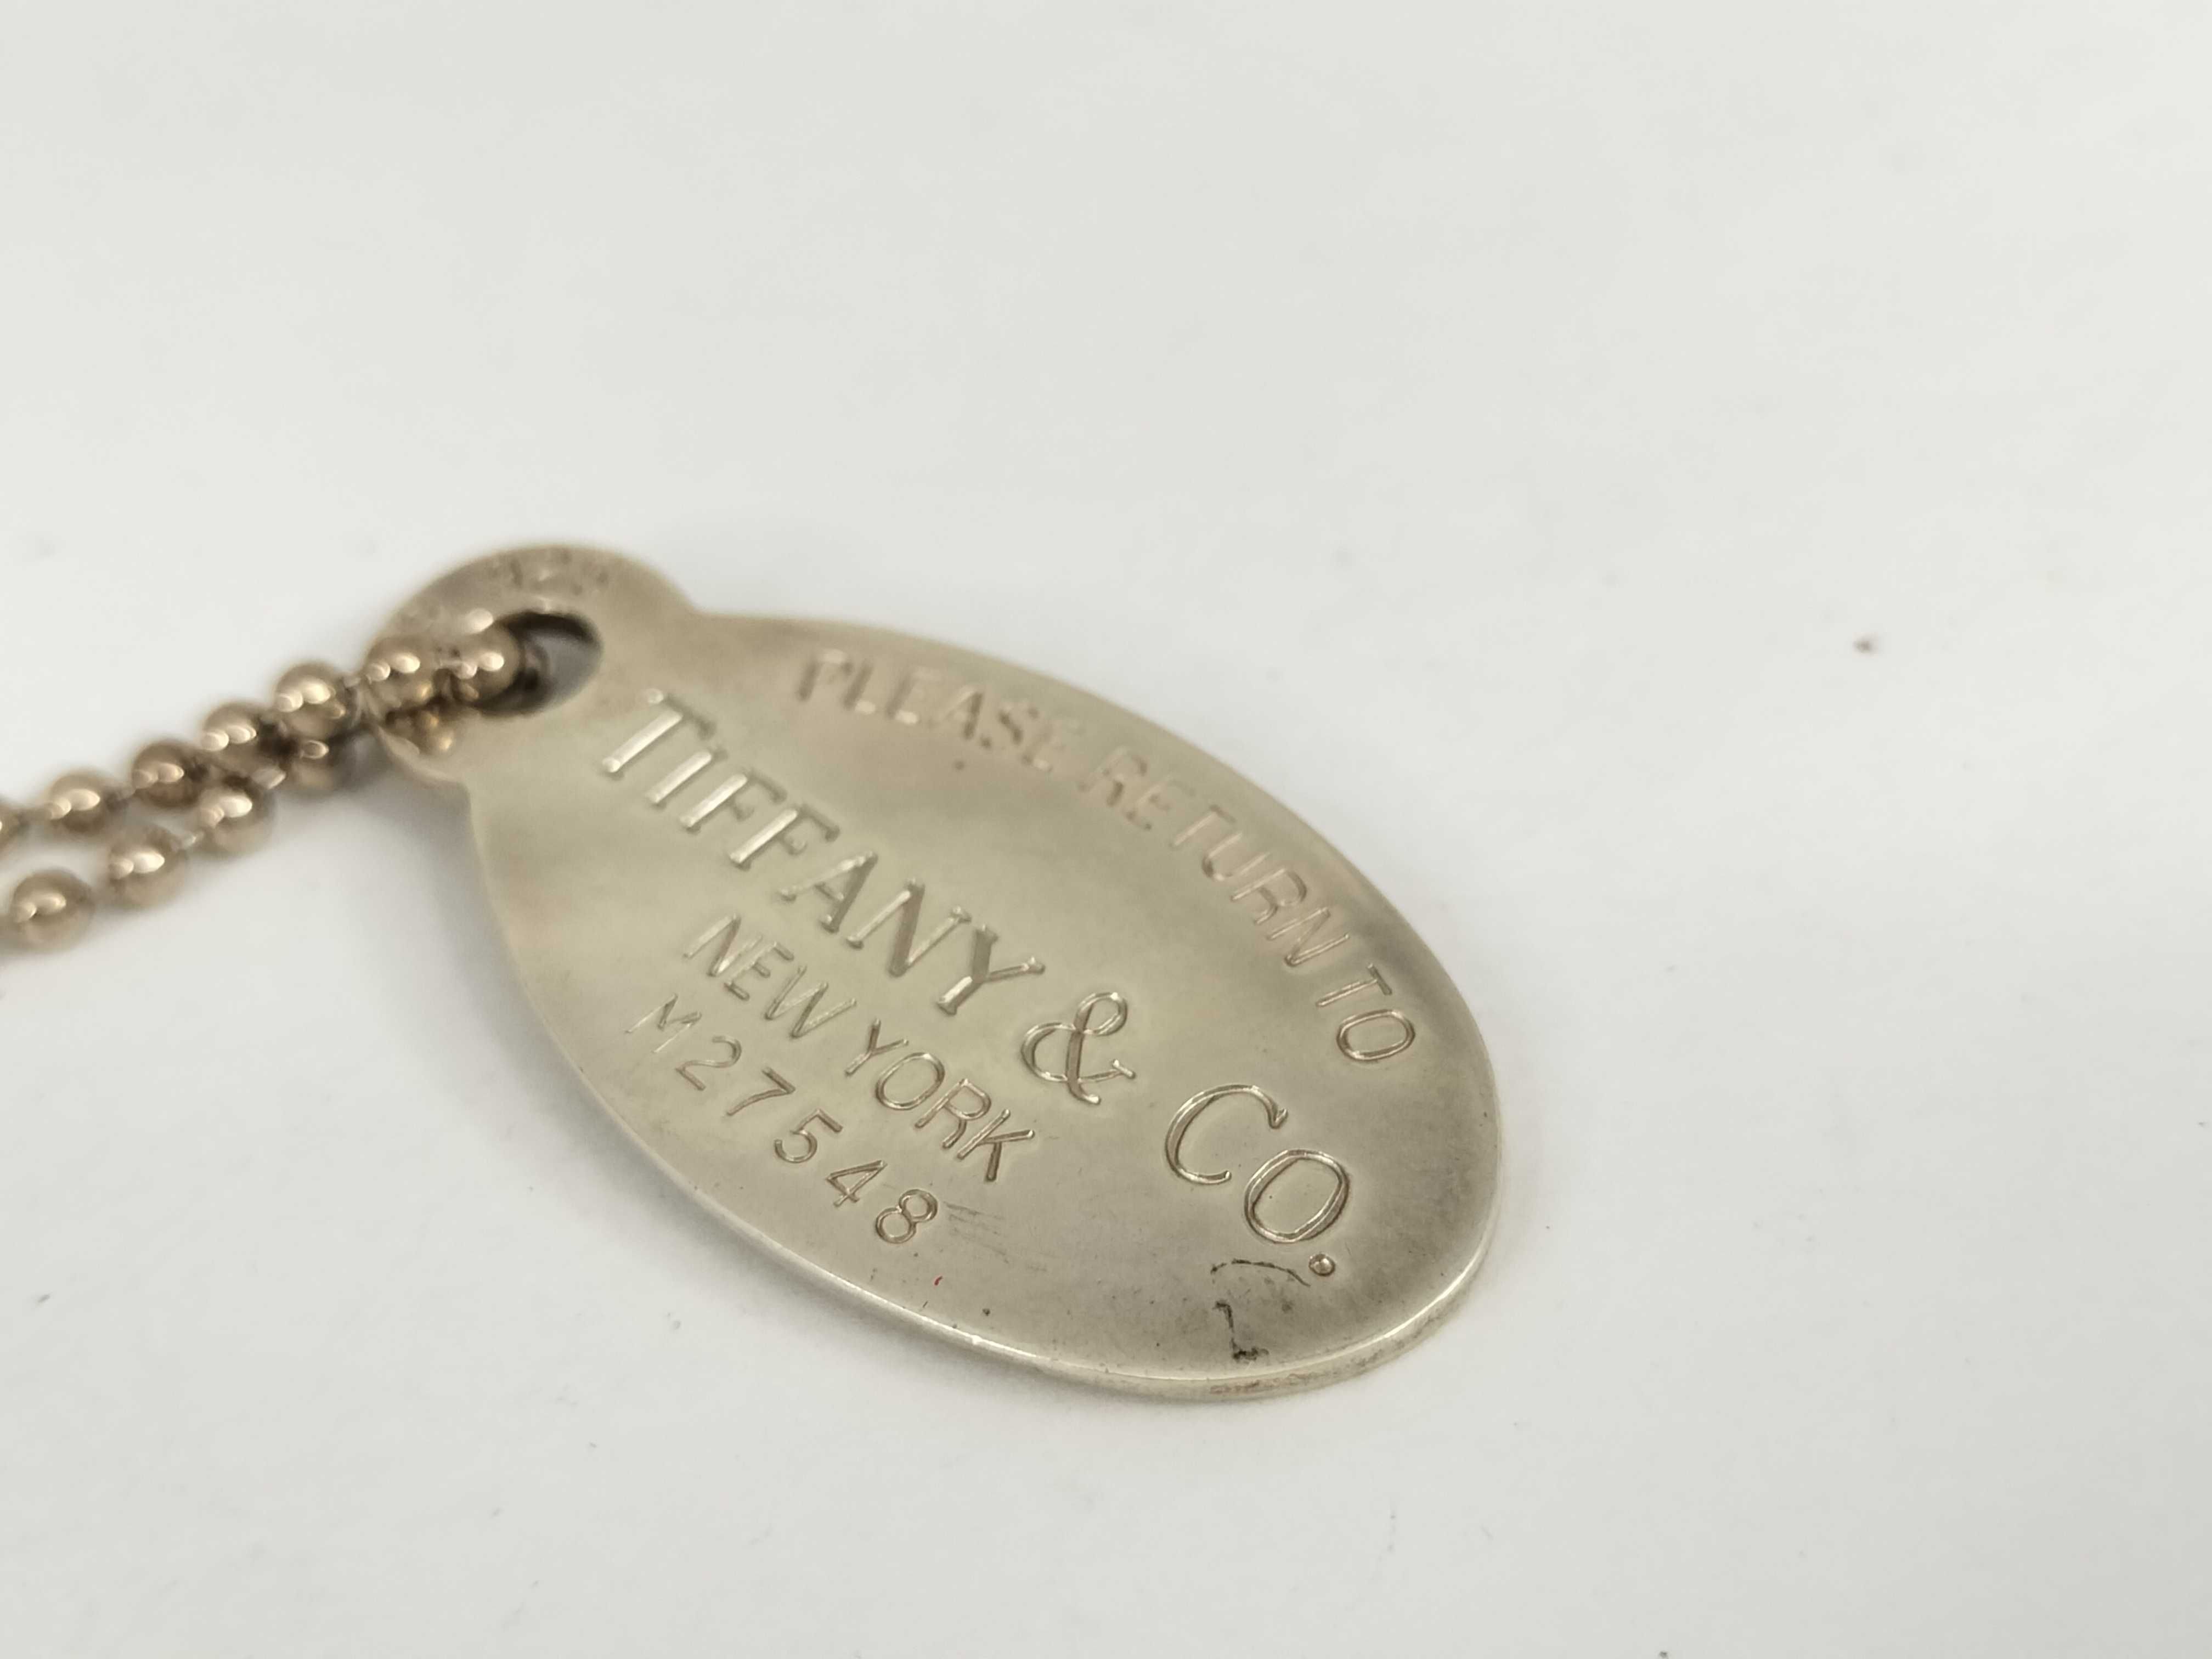 PLEASE RETURN TO
TIFFANY & CO.
NEW YORK
M27548